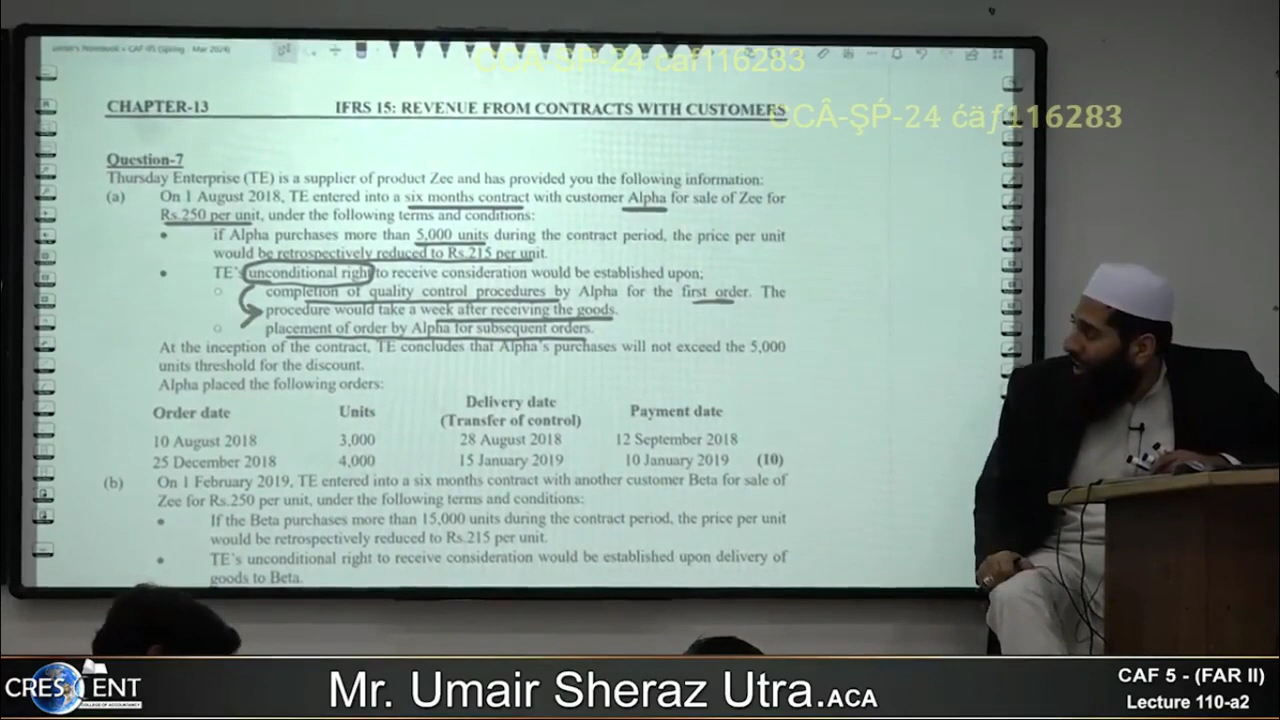 CCA-SP-24 caf116283
CCÂ-ŞṔ-24 ćäƒ116283
CHAPTER-13 IFRS 15: REVENUE FROM CONTRACTS WITH CUSTOMERS
Question-7
Thursday Enterprise (TE) is a supplier of product Zee and has provided you the following information:
(a) On 1 August 2018, TE entered into a six months contract with customer Alpha for sale of Zee for
Rs.250 per unit, under the following terms and conditions:
• if Alpha purchases more than 5,000 units during the contract period, the price per unit
would be retrospectively reduced to Rs.215 per unit.
• TE's unconditional right to receive consideration would be established upon;
○ completion of quality control procedures by Alpha for the first order. The
procedure would take a week after receiving the goods.
○ placement of order by Alpha for subsequent orders.
At the inception of the contract, TE concludes that Alpha's purchases will not exceed the 5,000
units threshold for the discount.
Alpha placed the following orders:
Order date Units Delivery date (Transfer of control) Payment date
10 August 2018 3,000 28 August 2018 12 September 2018
25 December 2018 4,000 15 January 2019 10 January 2019 (10)
(b) On 1 February 2019, TE entered into a six months contract with another customer Beta for sale of
Zee for Rs.250 per unit, under the following terms and conditions:
• If the Beta purchases more than 15,000 units during the contract period, the price per unit
would be retrospectively reduced to Rs.215 per unit.
• TE's unconditional right to receive consideration would be established upon delivery of
goods to Beta.
CRESCENT
COLLEGE OF ACCOUNTANCY
Mr. Umair Sheraz Utra.ACA
CAF 5 - (FAR II)
Lecture 110-a2